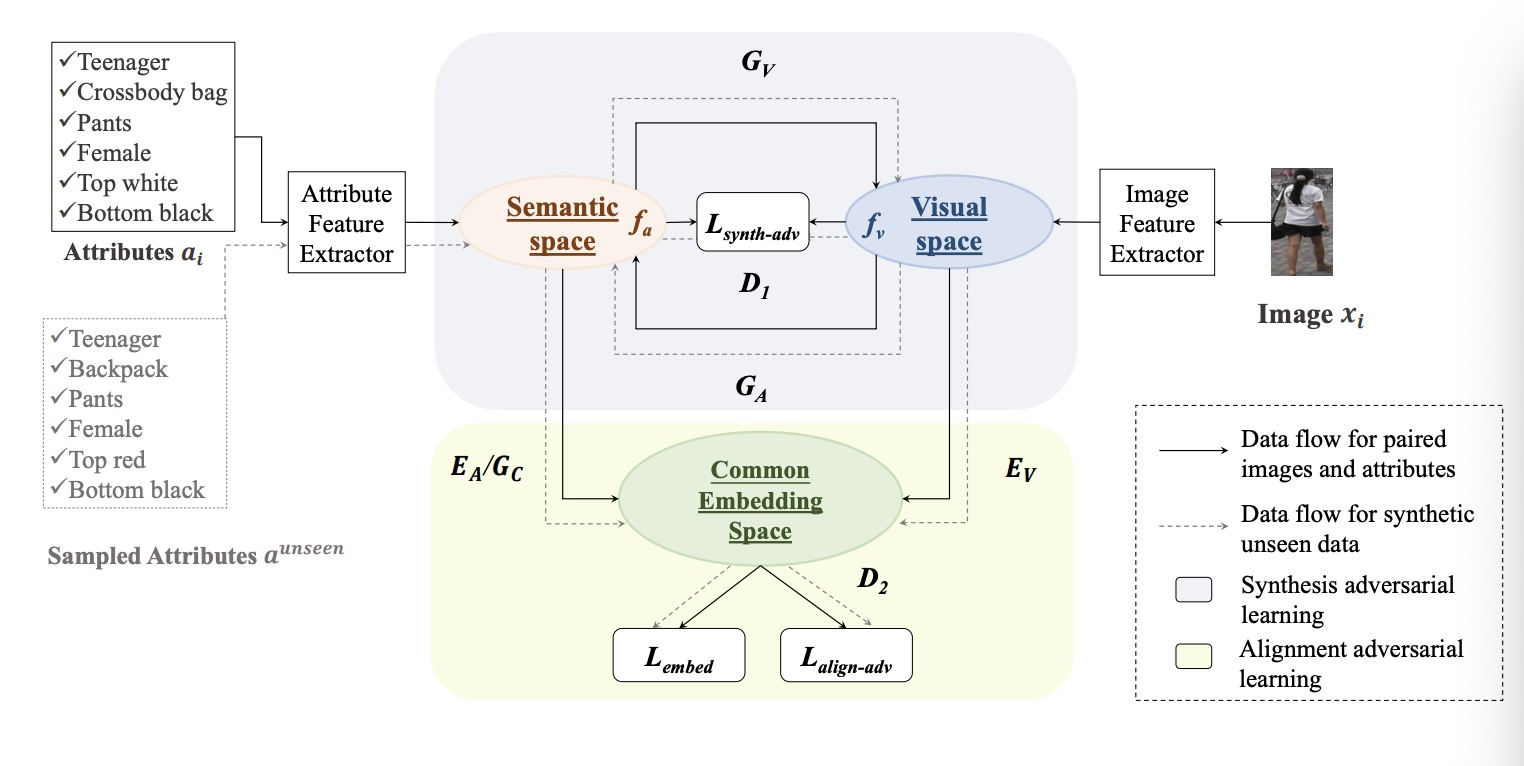 ✓Teenager
✓Crossbody bag
✓Pants
✓Female
✓Top white
✓Bottom black
Attributes aᵢ
Attribute
Feature
Extractor
✓Teenager
✓Backpack
✓Pants
✓Female
✓Top red
✓Bottom black
Sampled Attributes a^unseen
G_V
Semantic
space
f_a
L_synth-adv
f_v
Visual
space
D_1
G_A
Image
Feature
Extractor
Image xᵢ
E_A/G_C
Common
Embedding
Space
E_V
D_2
L_embed
L_align-adv
Data flow for paired
images and attributes
Data flow for synthetic
unseen data
Synthesis adversarial
learning
Alignment adversarial
learning